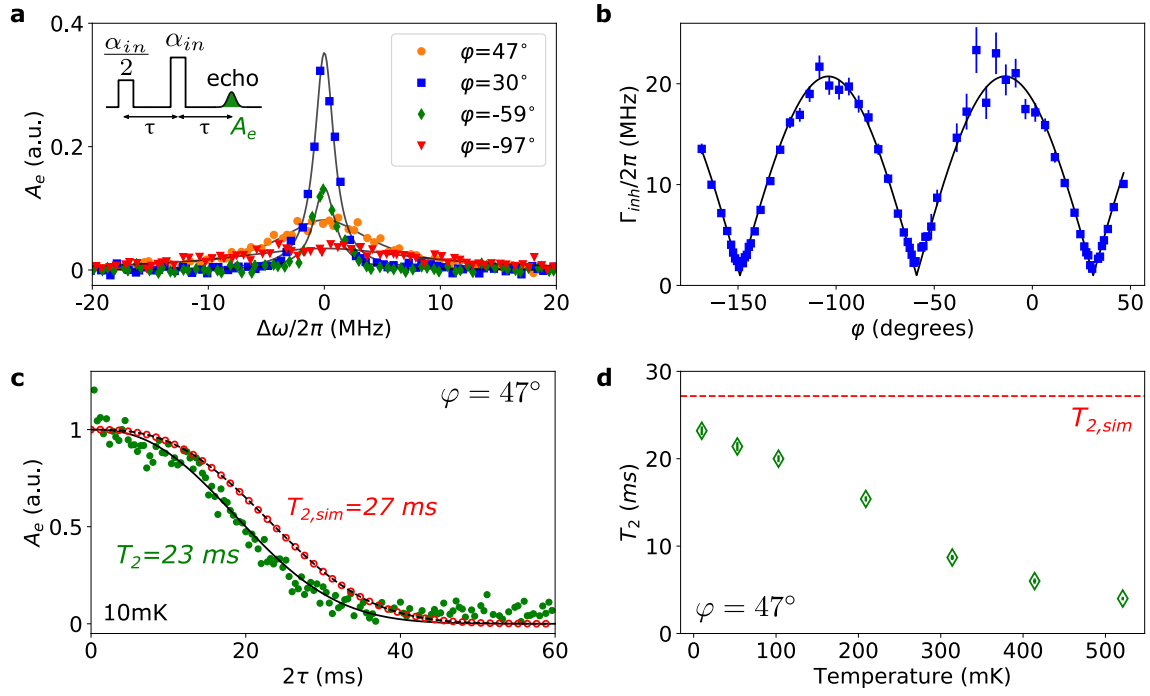 a
0.4
0.2
0
A_e (a.u.)
α_in/2
α_in
echo
τ
τ
A_e
φ=47°
φ=30°
φ=-59°
φ=-97°
-20
-10
0
10
20
Δω/2π (MHz)
b
20
10
0
Γ_inh/2π (MHz)
−150
−100
−50
0
50
φ (degrees)
c
φ = 47°
1
0.5
0
A_e (a.u.)
T_2,sim=27 ms
T_2=23 ms
10mK
0
20
40
60
2τ (ms)
d
30
20
10
0
T_2 (ms)
T_2,sim
φ = 47°
0
100
200
300
400
500
Temperature (mK)